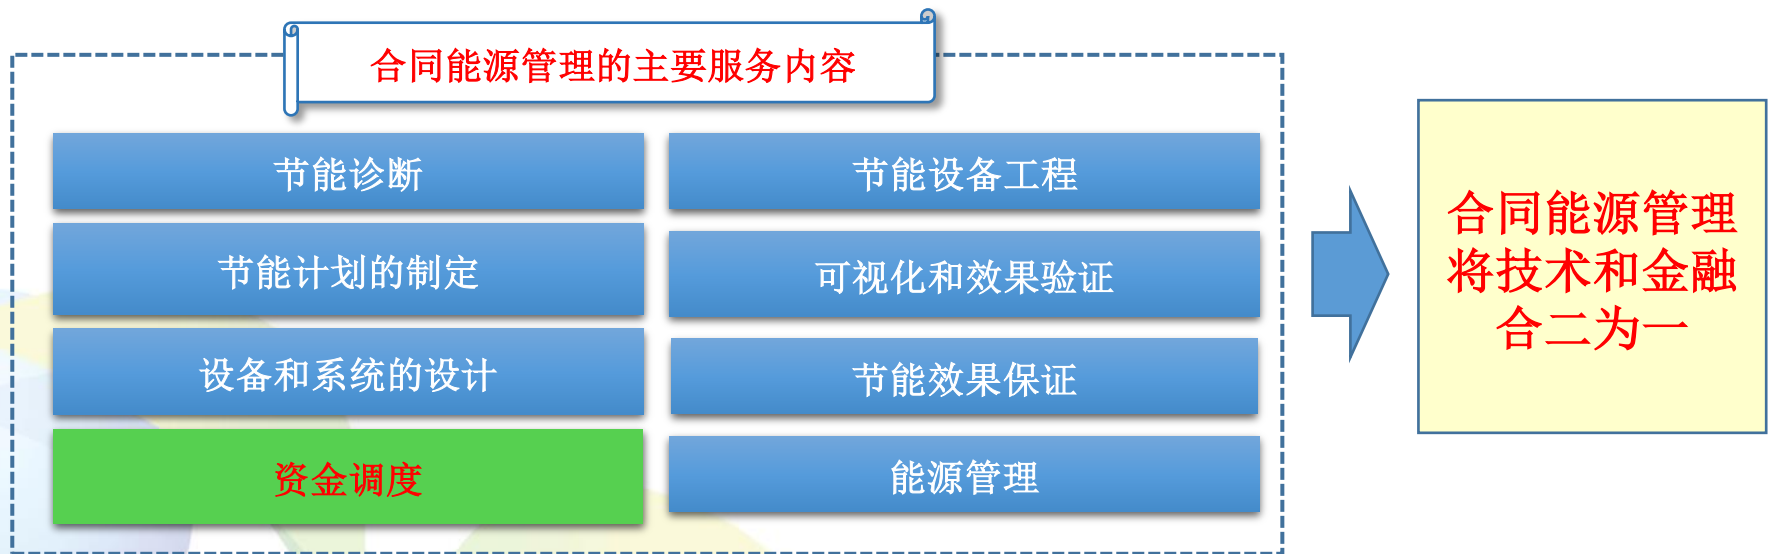 合同能源管理的主要服务内容
节能诊断
节能设备工程
节能计划的制定
可视化和效果验证
设备和系统的设计
节能效果保证
资金调度
能源管理
合同能源管理
将技术和金融
合二为一